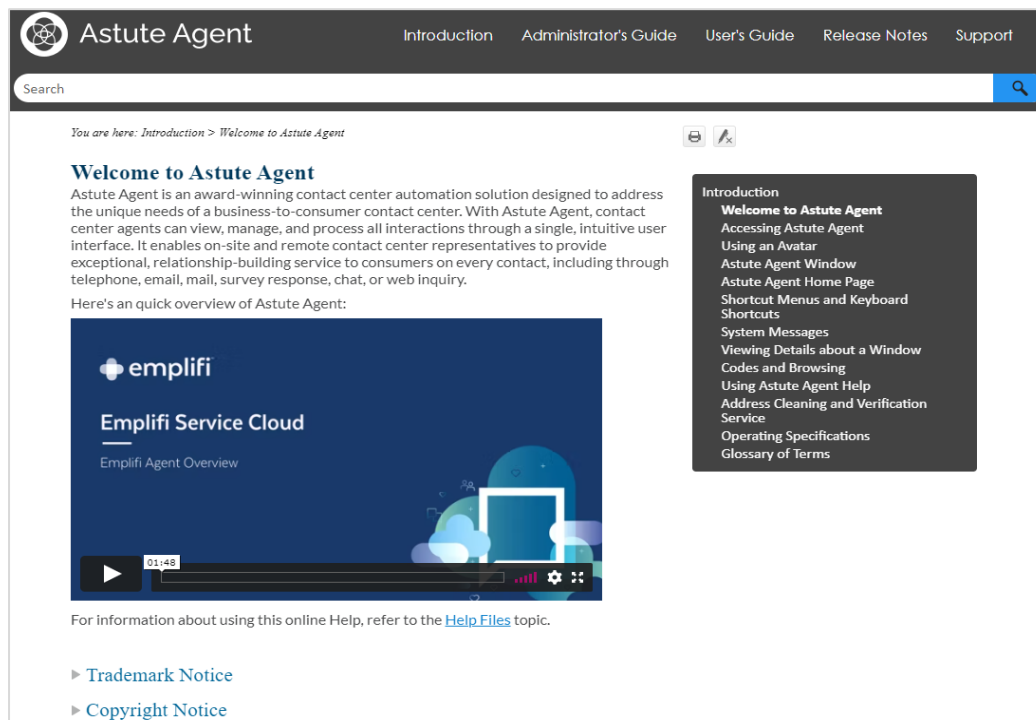 Astute Agent
Introduction Administrator's Guide User's Guide Release Notes Support
Search
You are here: Introduction > Welcome to Astute Agent
Welcome to Astute Agent
Astute Agent is an award-winning contact center automation solution designed to address
the unique needs of a business-to-consumer contact center. With Astute Agent, contact
center agents can view, manage, and process all interactions through a single, intuitive user
interface. It enables on-site and remote contact center representatives to provide
exceptional, relationship-building service to consumers on every contact, including through
telephone, email, mail, survey response, chat, or web inquiry.
Here's an quick overview of Astute Agent:
emplifi
Emplifi Service Cloud
Emplifi Agent Overview
01:48
For information about using this online Help, refer to the Help Files topic.
Trademark Notice
Copyright Notice
Introduction
Welcome to Astute Agent
Accessing Astute Agent
Using an Avatar
Astute Agent Window
Astute Agent Home Page
Shortcut Menus and Keyboard
Shortcuts
System Messages
Viewing Details about a Window
Codes and Browsing
Using Astute Agent Help
Address Cleaning and Verification
Service
Operating Specifications
Glossary of Terms